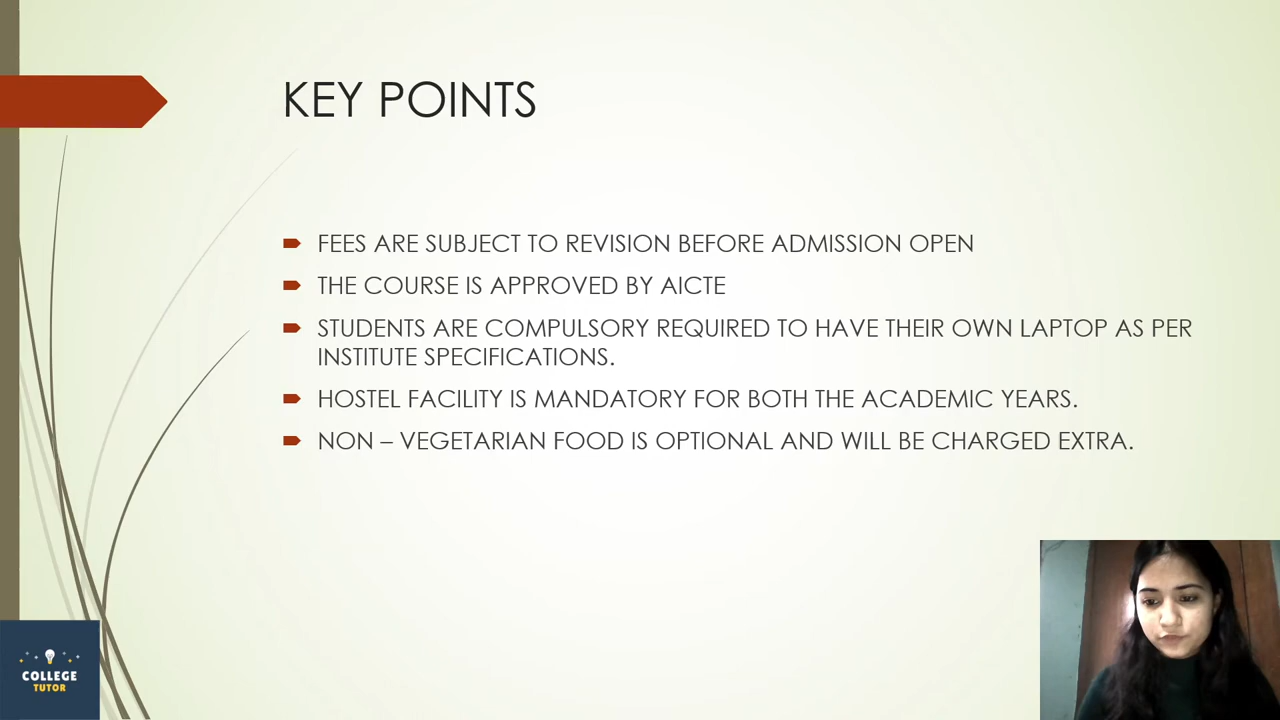 KEY POINTS
FEES ARE SUBJECT TO REVISION BEFORE ADMISSION OPEN
THE COURSE IS APPROVED BY AICTE
STUDENTS ARE COMPULSORY REQUIRED TO HAVE THEIR OWN LAPTOP AS PER
INSTITUTE SPECIFICATIONS.
HOSTEL FACILITY IS MANDATORY FOR BOTH THE ACADEMIC YEARS.
NON – VEGETARIAN FOOD IS OPTIONAL AND WILL BE CHARGED EXTRA.
COLLEGE
TUTOR